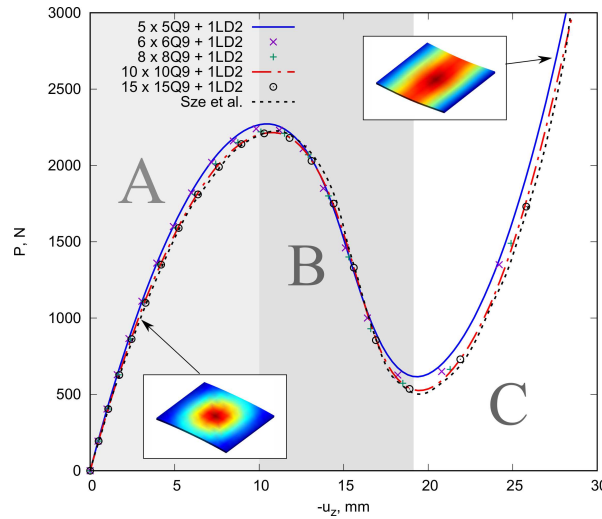 3000
2500
2000
1500
1000
500
0
P, N
5 x 5Q9 + 1LD2
6 x 6Q9 + 1LD2
8 x 8Q9 + 1LD2
10 x 10Q9 + 1LD2
15 x 15Q9 + 1LD2
Sze et al.
A
B
C
0 5 10 15 20 25 30
-uz, mm